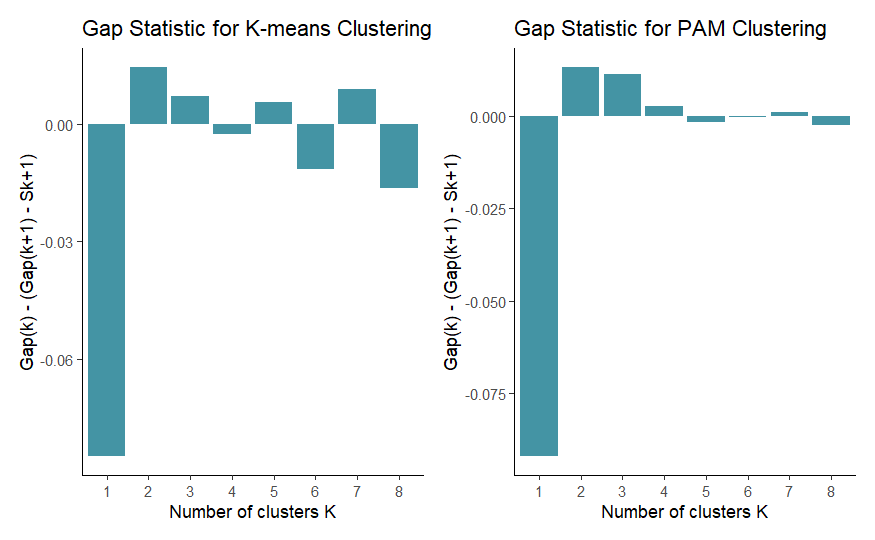 Gap Statistic for K-means Clustering
Gap(k) - (Gap(k+1) - Sk+1)
0.00
-0.03
-0.06
1 2 3 4 5 6 7 8
Number of clusters K
Gap Statistic for PAM Clustering
Gap(k) - (Gap(k+1) - Sk+1)
0.000
-0.025
-0.050
-0.075
1 2 3 4 5 6 7 8
Number of clusters K